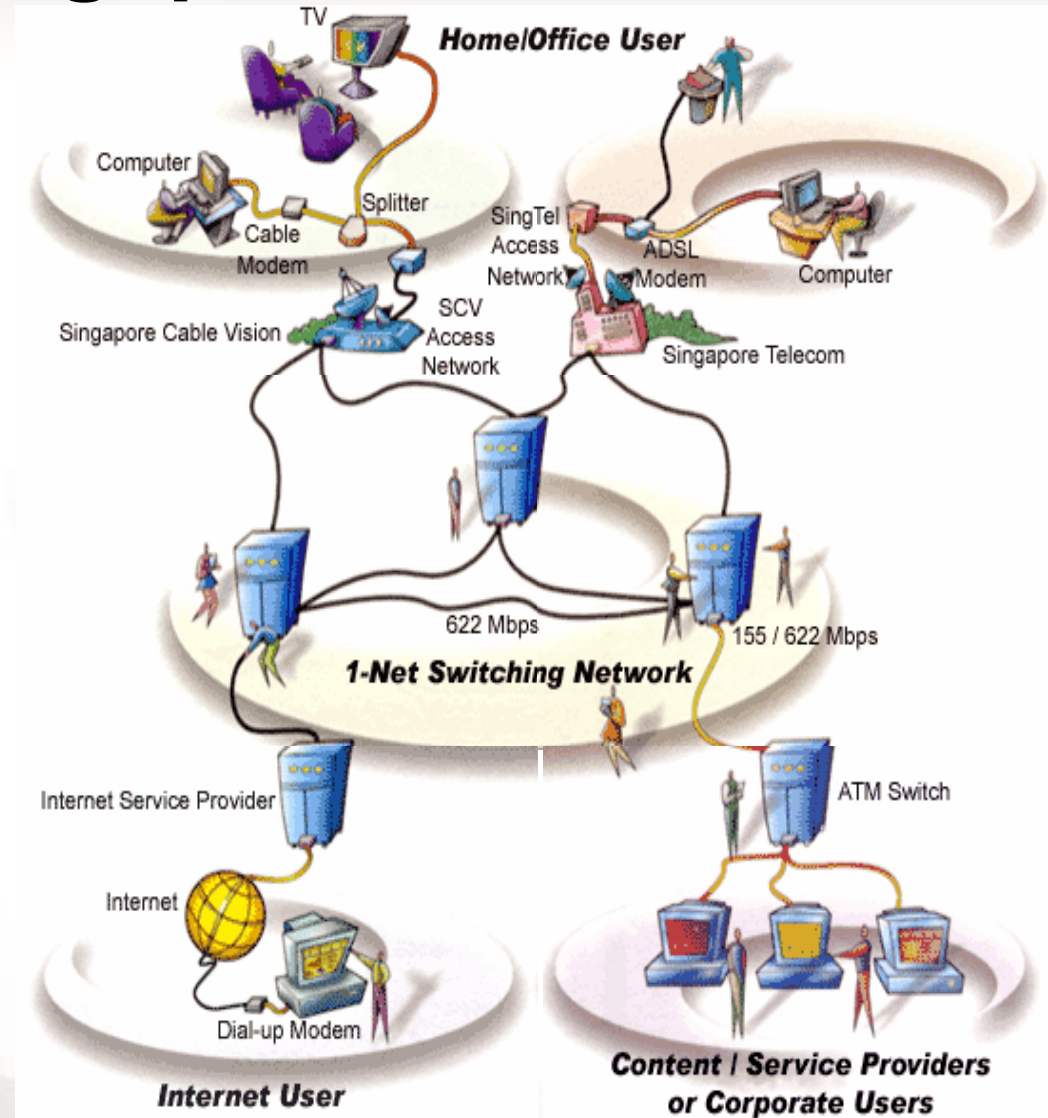 TV
Home/Office User
Computer
Splitter
Cable
Modem
SingTel
Access
Network
ADSL
Modem
Computer
Singapore Cable Vision
SCV
Access
Network
Singapore Telecom
622 Mbps
155 / 622 Mbps
1-Net Switching Network
Internet Service Provider
ATM Switch
Internet
Dial-up Modem
Internet User
Content / Service Providers
or Corporate Users